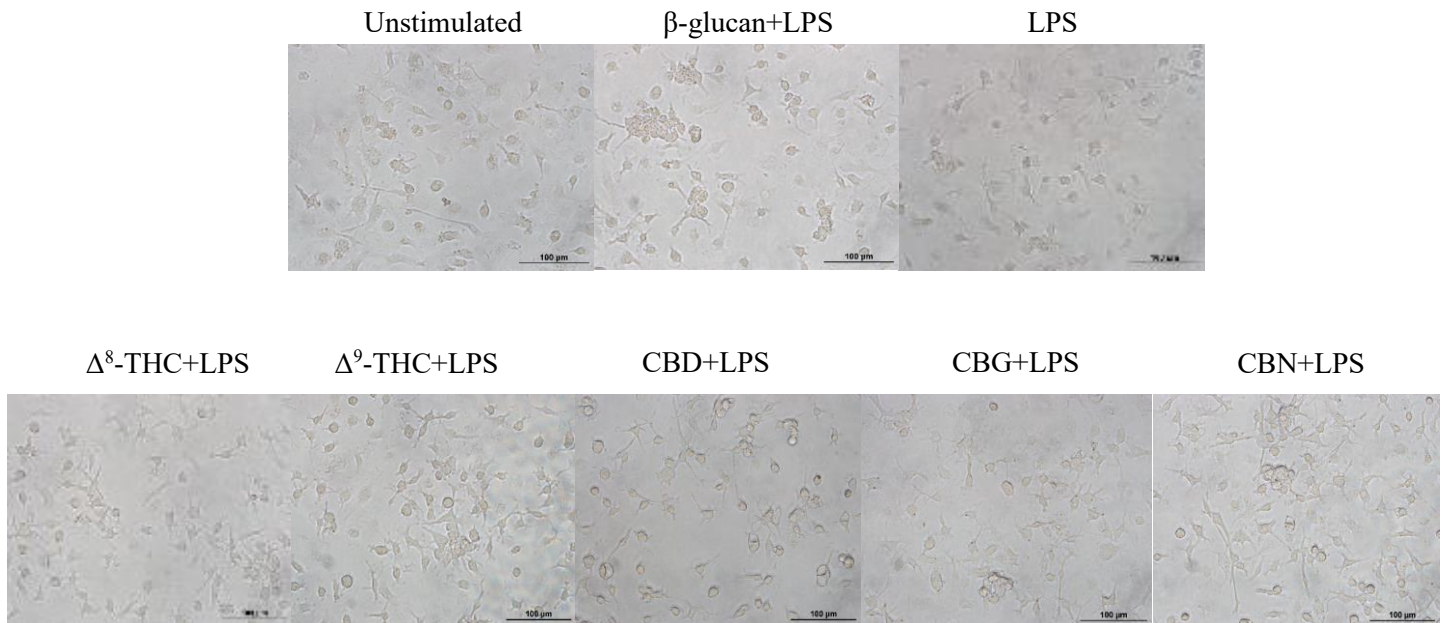 Unstimulated β-glucan+LPS LPS
100 µm 100 µm
Δ⁸-THC+LPS Δ⁹-THC+LPS CBD+LPS CBG+LPS CBN+LPS
100 µm 100 µm 100 µm 100 µm